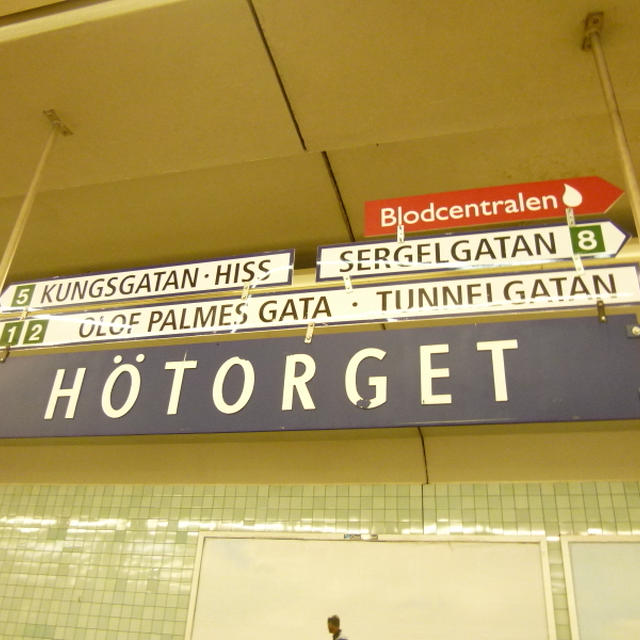 Blodcentralen
SERGELGATAN 8
5 KUNGSGATAN · HISS
1 2 OLOF PALMES GATA · TUNNELGATAN
HÖTORGET